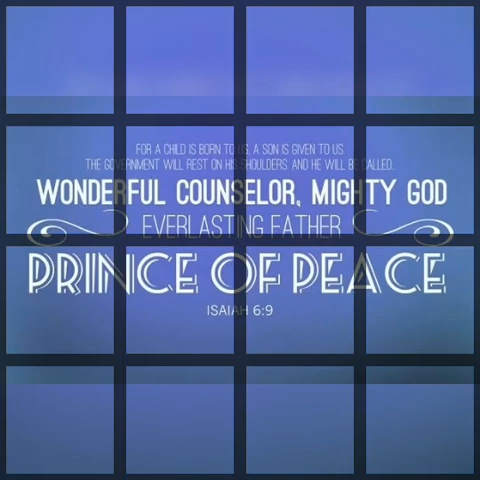 FOR A CHILD IS BORN TO US, A SON IS GIVEN TO US.
THE GOVERNMENT WILL REST ON HIS SHOULDERS. AND HE WILL BE CALLED...
WONDERFUL COUNSELOR, MIGHTY GOD
EVERLASTING FATHER
PRINCE OF PEACE
ISAIAH 6:9